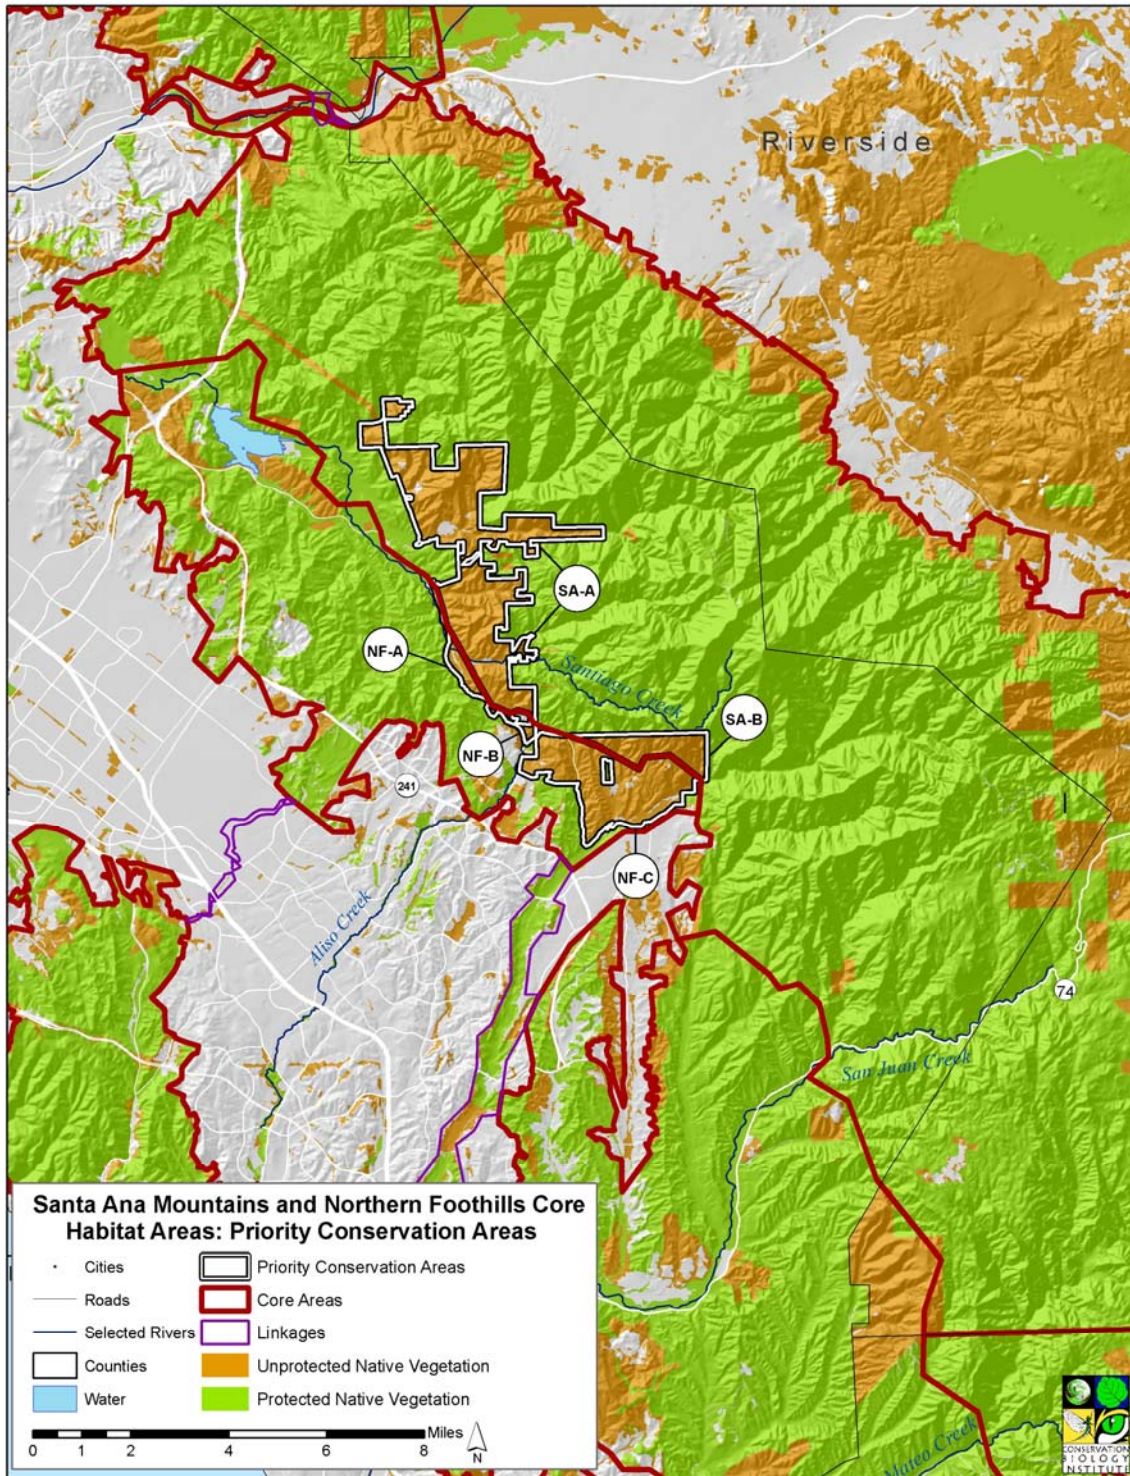 Riverside
SA-A
NF-A
Santiago Creek
SA-B
NF-B
241
NF-C
Aliso Creek
74
San Juan Creek
Santa Ana Mountains and Northern Foothills Core
Habitat Areas: Priority Conservation Areas
Cities
Roads
Selected Rivers
Counties
Water
Priority Conservation Areas
Core Areas
Linkages
Unprotected Native Vegetation
Protected Native Vegetation
Miles
0 1 2 4 6 8
N
Mateo Creek
CONSERVATION
BIOLOGY
INSTITUTE